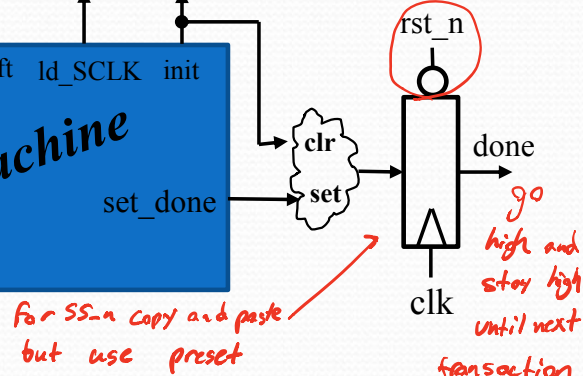 rst_n
ft ld_SCLK init
achine
clr
set
set_done
done
clk
go
high and
stay high
until next
transaction
for SS_n copy and paste
but use preset